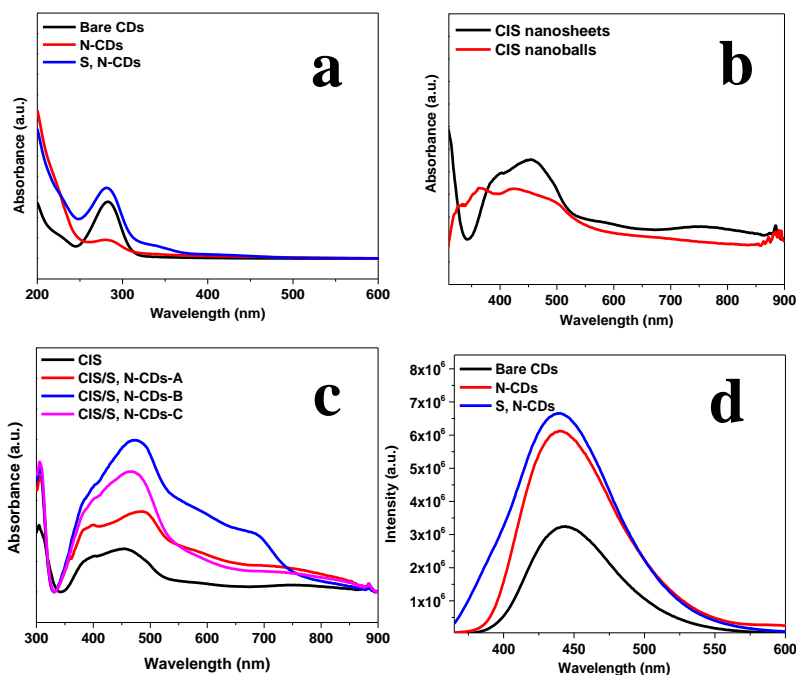 Bare CDs
N-CDs
S, N-CDs
a
Absorbance (a.u.)
200 300 400 500 600
Wavelength (nm)
CIS nanosheets
CIS nanoballs
b
Absorbance (a.u.)
400 500 600 700 800 900
Wavelength (nm)
CIS
CIS/S, N-CDs-A
CIS/S, N-CDs-B
CIS/S, N-CDs-C
c
Absorbance (a.u.)
300 400 500 600 700 800 900
Wavelength (nm)
Bare CDs
N-CDs
S, N-CDs
d
Intensity (a.u.)
8x10⁶
7x10⁶
6x10⁶
5x10⁶
4x10⁶
3x10⁶
2x10⁶
1x10⁶
400 450 500 550 600
Wavelength (nm)